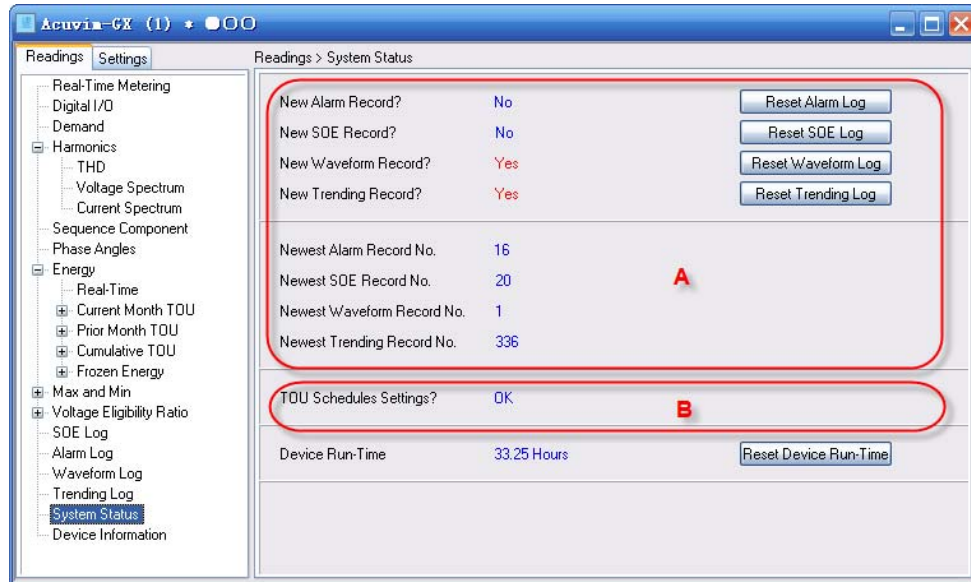 Acuvim-GX (1) *
Readings Settings
Readings > System Status
Real-Time Metering
Digital I/O
Demand
Harmonics
THD
Voltage Spectrum
Current Spectrum
Sequence Component
Phase Angles
Energy
Real-Time
Current Month TOU
Prior Month TOU
Cumulative TOU
Frozen Energy
Max and Min
Voltage Eligibility Ratio
SOE Log
Alarm Log
Waveform Log
Trending Log
System Status
Device Information
New Alarm Record? No Reset Alarm Log
New SOE Record? No Reset SOE Log
New Waveform Record? Yes Reset Waveform Log
New Trending Record? Yes Reset Trending Log
Newest Alarm Record No. 16
Newest SOE Record No. 20
A
Newest Waveform Record No. 1
Newest Trending Record No. 336
TOU Schedules Settings? OK
B
Device Run-Time 33.25 Hours Reset Device Run-Time